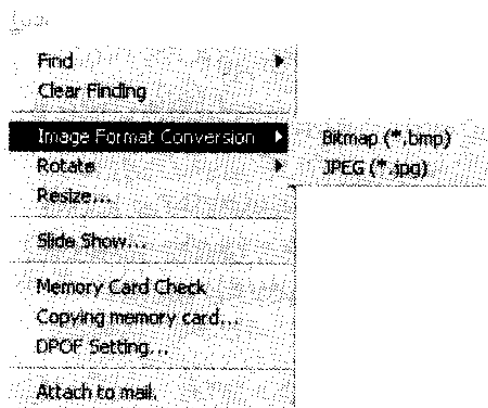 Find
Clear Finding
Image Format Conversion
Bitmap (*.bmp)
JPEG (*.jpg)
Rotate
Resize...
Slide Show...
Memory Card Check
Copying memory card...
DPOF Setting...
Attach to mail.